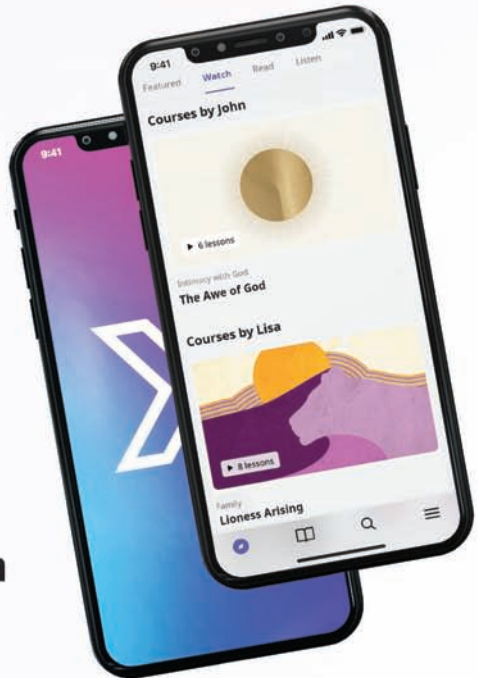 9:41
Featured Watch Read Listen
Courses by John
6 lessons
Intimacy with God
The Awe of God
Courses by Lisa
8 lessons
Family
Lioness Arising
9:41